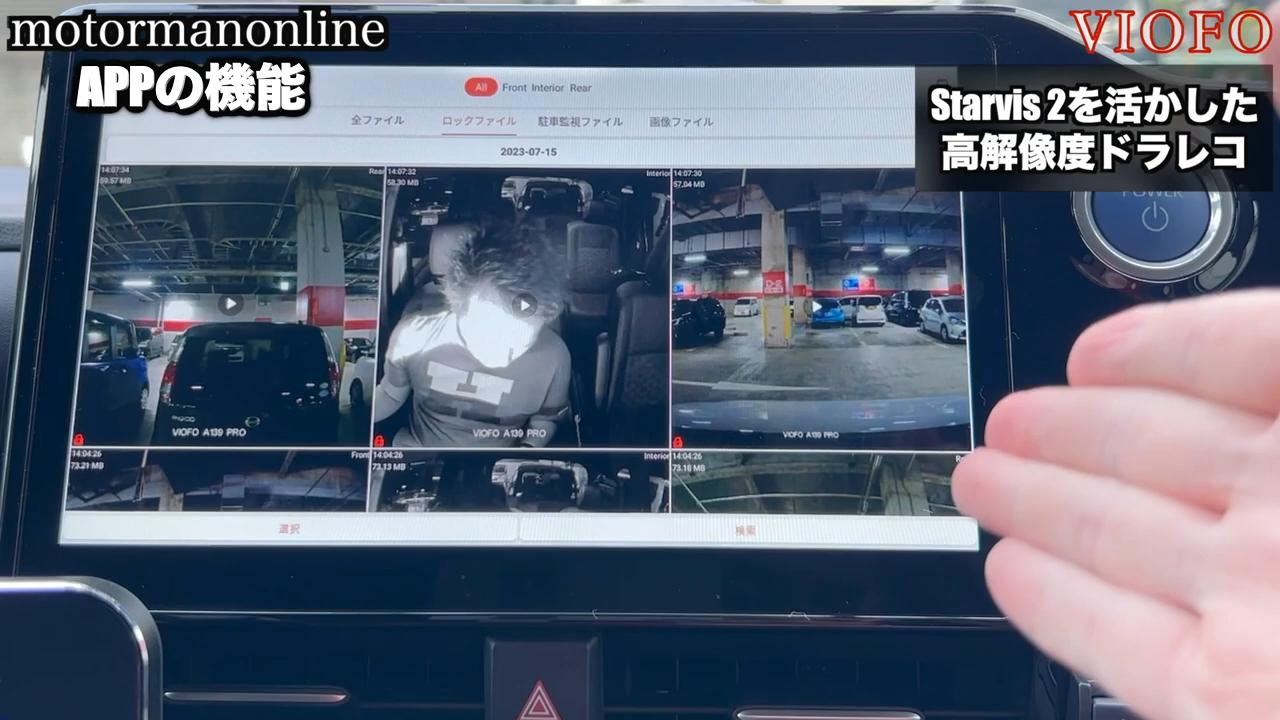 motormanonline
VIOFO
APPの機能
Starvis 2を活かした
高解像度ドラレコ
All Front Interior Rear
全ファイル ロックファイル 駐車監視ファイル 画像ファイル
2023-07-15
14:07:34 Rear
59.57 MB
14:07:32 Interior
58.30 MB
14:07:30
57.04 MB
POWER
VIOFO A139 PRO
VIOFO A139 PRO
VIOFO A139 PRO
14:04:26 Front
73.21 MB
14:04:26 Interior
73.13 MB
14:04:26
73.16 MB
選択
検索